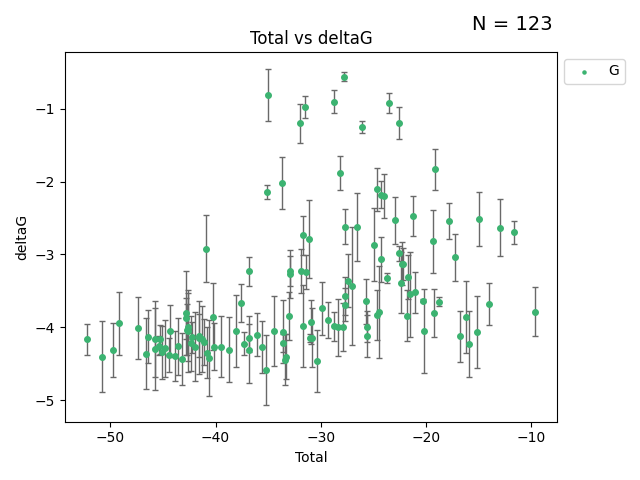 N = 123
Total vs deltaG
G
−1
−2
−3
−4
−5
deltaG
−50 −40 −30 −20 −10
Total